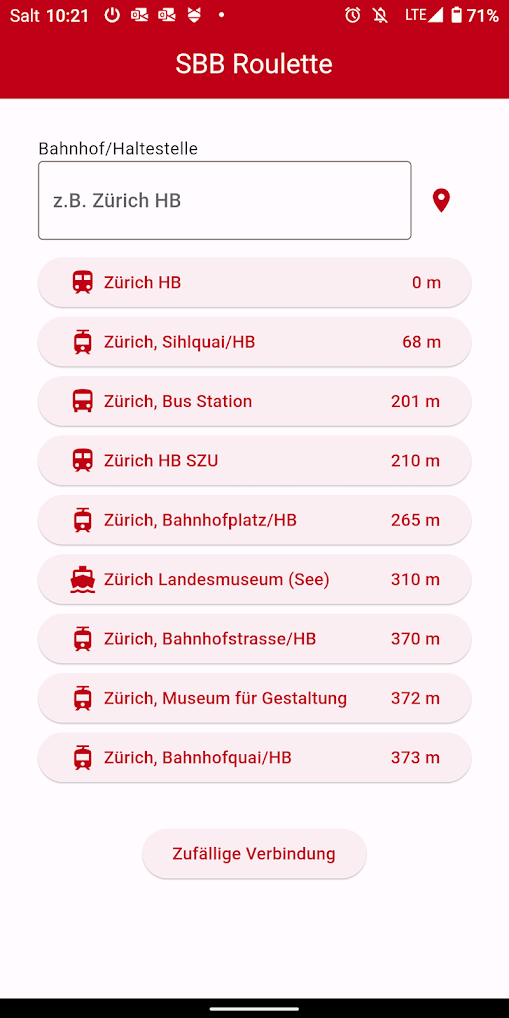 Salt 10:21 LTE 71%
SBB Roulette
Bahnhof/Haltestelle
z.B. Zürich HB
Zürich HB 0 m
Zürich, Sihlquai/HB 68 m
Zürich, Bus Station 201 m
Zürich HB SZU 210 m
Zürich, Bahnhofplatz/HB 265 m
Zürich Landesmuseum (See) 310 m
Zürich, Bahnhofstrasse/HB 370 m
Zürich, Museum für Gestaltung 372 m
Zürich, Bahnhofquai/HB 373 m
Zufällige Verbindung